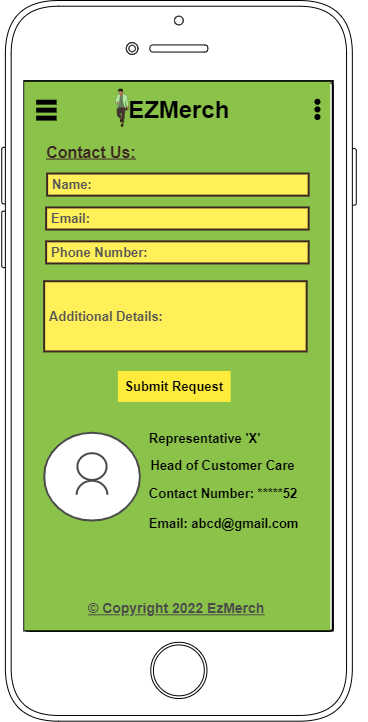 EZMerch
Contact Us:
Name:
Email:
Phone Number:
Additional Details:
Submit Request
Representative 'X'
Head of Customer Care
Contact Number: *****52
Email: abcd@gmail.com
© Copyright 2022 EzMerch